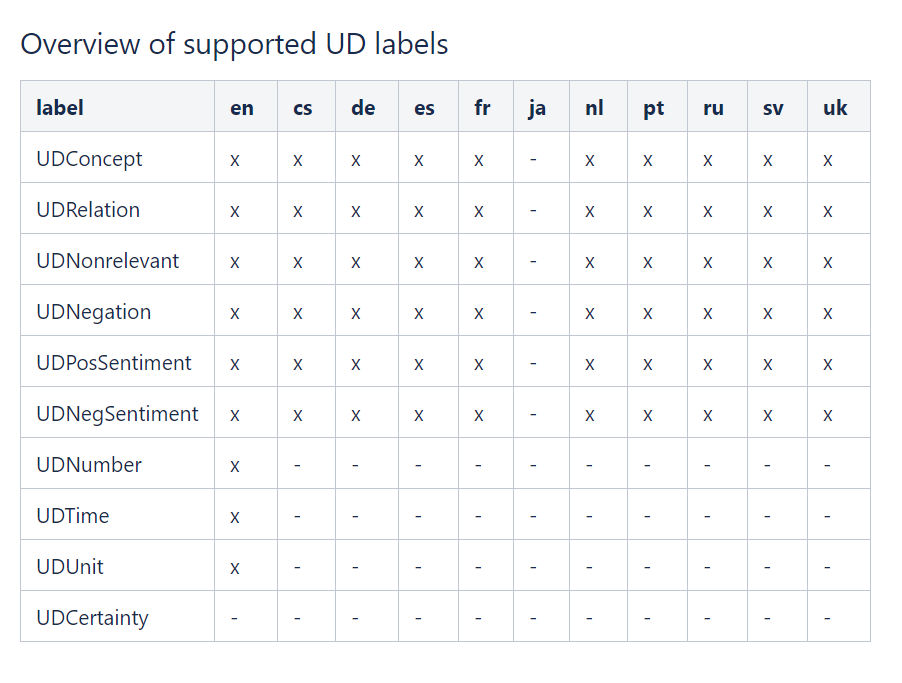 Overview of supported UD labels
label en cs de es fr ja nl pt ru sv uk
UDConcept x x x x x - x x x x x
UDRelation x x x x x - x x x x x
UDNonrelevant x x x x x - x x x x x
UDNegation x x x x x - x x x x x
UDPosSentiment x x x x x - x x x x x
UDNegSentiment x x x x x - x x x x x
UDNumber x - - - - - - - - - -
UDTime x - - - - - - - - - -
UDUnit x - - - - - - - - - -
UDCertainty - - - - - - - - - - -